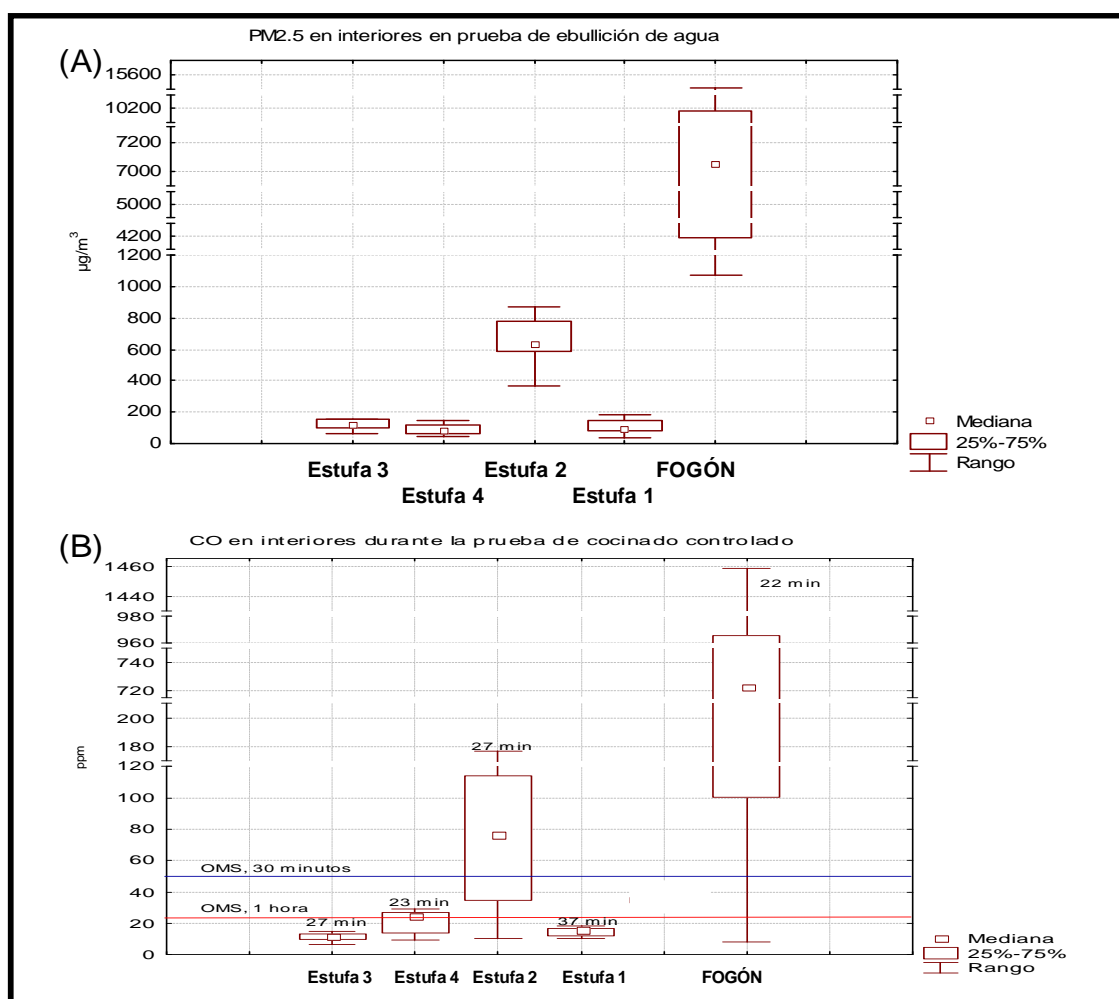 (A)
PM2.5 en interiores en prueba de ebullición de agua
15600
10200
7200
7000
5000
4200
1200
1000
800
600
400
200
0
µg/m³
Estufa 3
Estufa 4
Estufa 2
Estufa 1
FOGÓN
Mediana
25%-75%
Rango
(B)
CO en interiores durante la prueba de cocinado controlado
1460
1440
980
960
740
720
200
180
120
100
80
60
40
20
0
ppm
22 min
27 min
OMS, 30 minutos
OMS, 1 hora
27 min
23 min
37 min
Estufa 3
Estufa 4
Estufa 2
Estufa 1
FOGÓN
Mediana
25%-75%
Rango